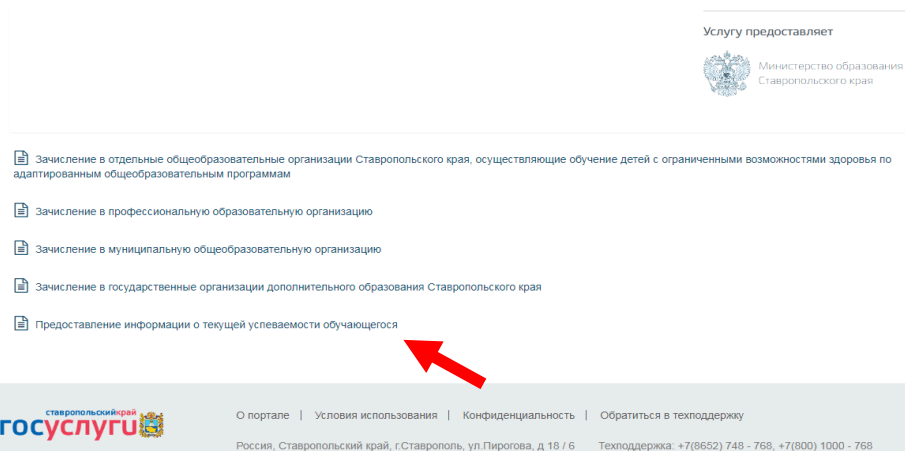 Услугу предоставляет
Министерство образования
Ставропольского края
Зачисление в отдельные общеобразовательные организации Ставропольского края, осуществляющие обучение детей с ограниченными возможностями здоровья по
адаптированным общеобразовательным программам
Зачисление в профессиональную образовательную организацию
Зачисление в муниципальную общеобразовательную организацию
Зачисление в государственные организации дополнительного образования Ставропольского края
Предоставление информации о текущей успеваемости обучающегося
ставропольскийкрай
госуслуги
О портале | Условия использования | Конфиденциальность | Обратиться в техподдержку
Россия, Ставропольский край, г.Ставрополь, ул.Пирогова, д 18 / 6 Техподдержка: +7(8652) 748 - 768, +7(800) 1000 - 768